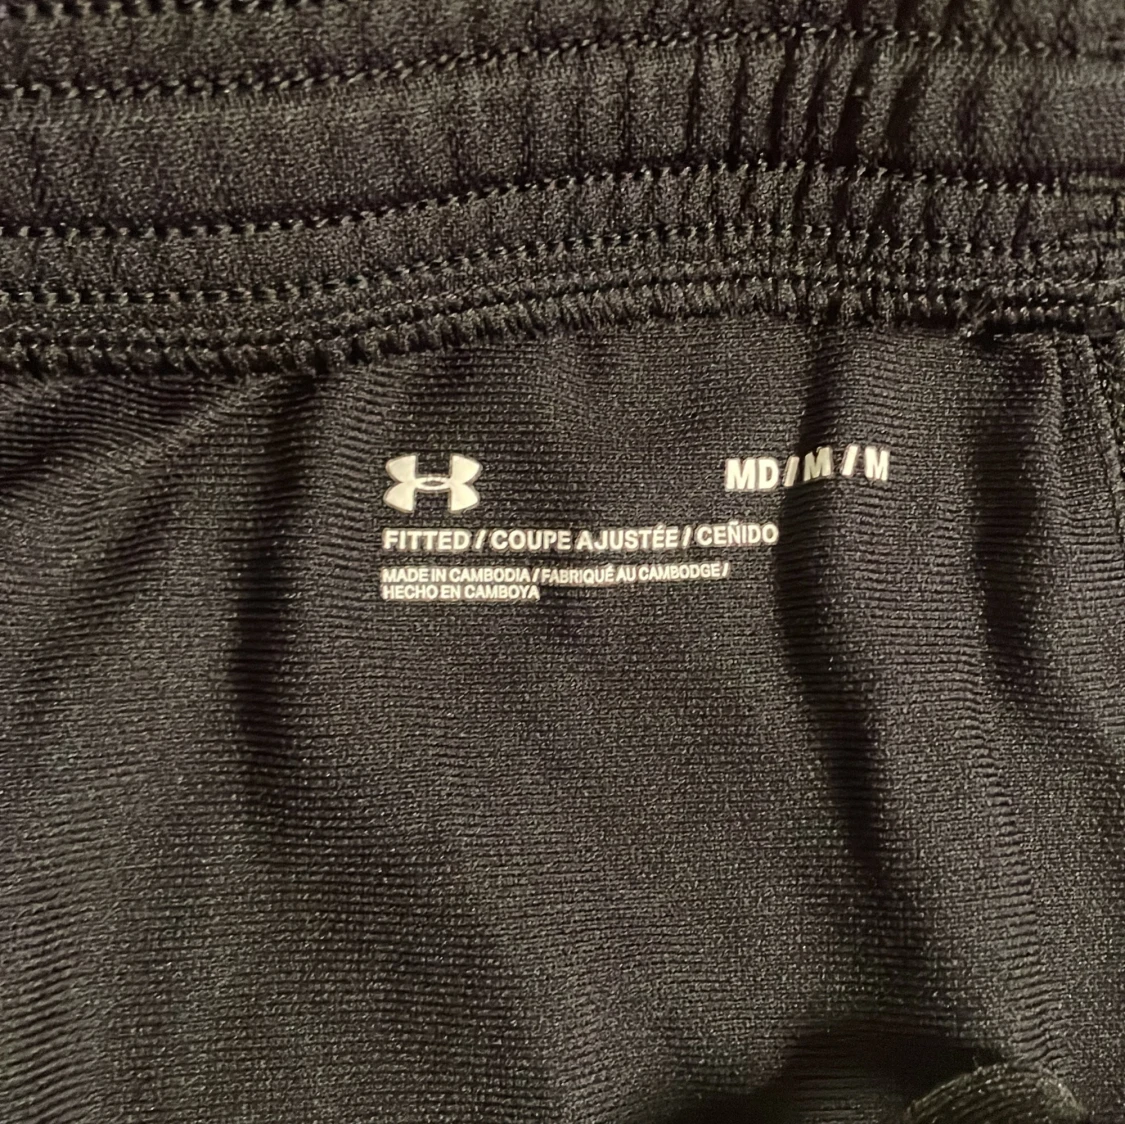 MD / M / M
FITTED / COUPE AJUSTÉE / CEÑIDO
MADE IN CAMBODIA / FABRIQUÉ AU CAMBODGE /
HECHO EN CAMBOYA